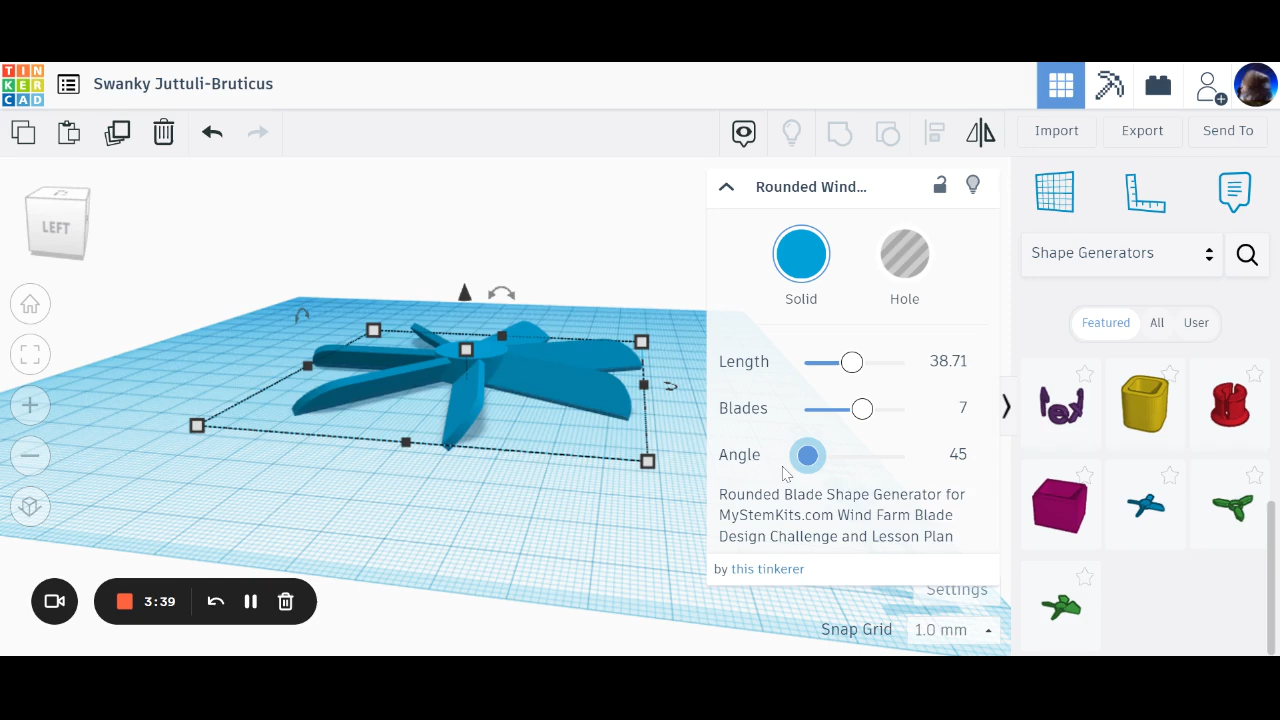 TIN
KER
CAD
Swanky Juttuli-Bruticus
Import
Export
Send To
LEFT
Rounded Wind...
Solid
Hole
Length
38.71
Blades
7
Angle
45
Rounded Blade Shape Generator for
MyStemKits.com Wind Farm Blade
Design Challenge and Lesson Plan
by this tinkerer
Settings
Snap Grid
1.0 mm
Shape Generators
Featured
All
User
3:39